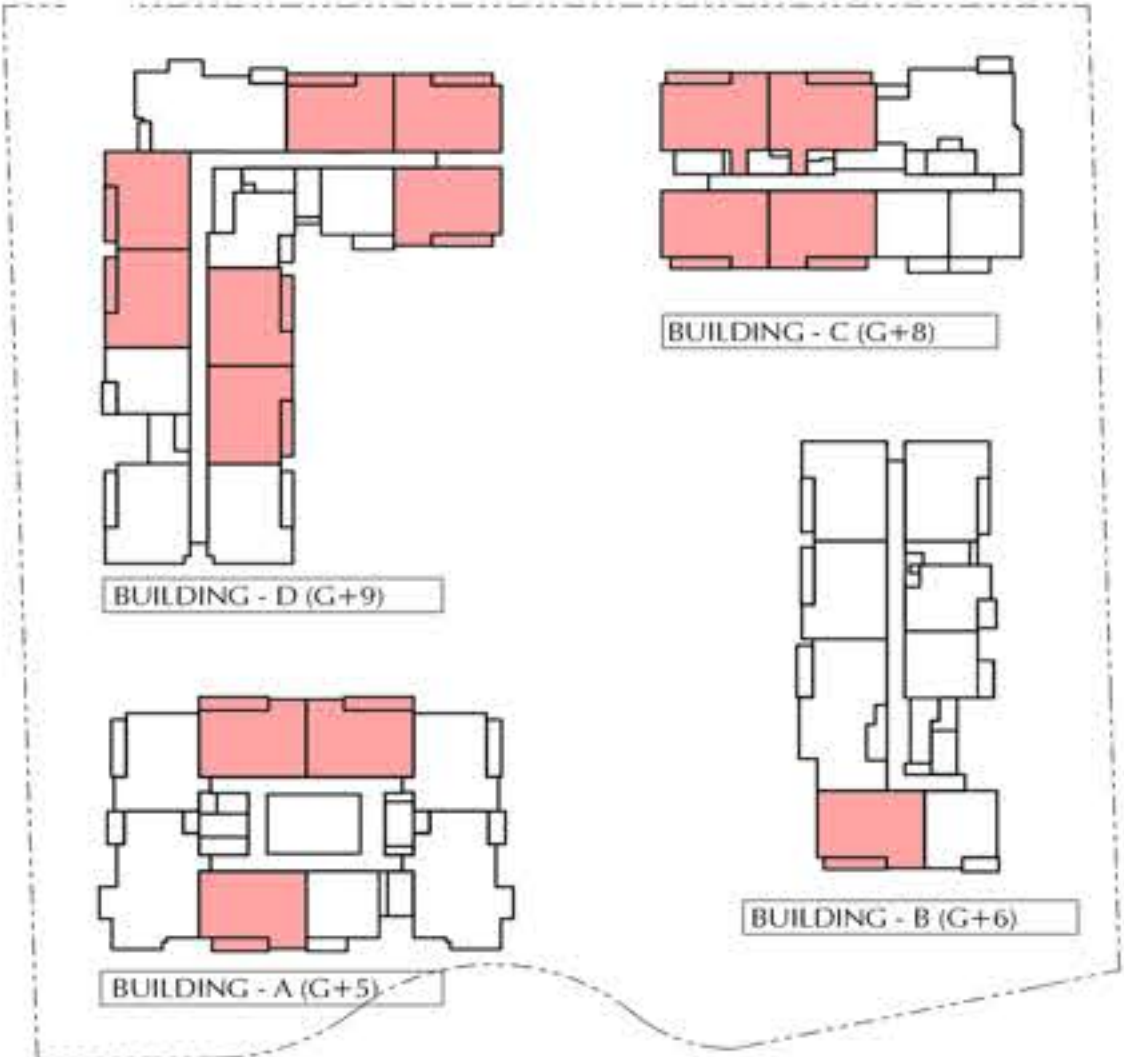 BUILDING - C (G+8)
BUILDING - D (G+9)
BUILDING - B (G+6)
BUILDING - A (G+5)